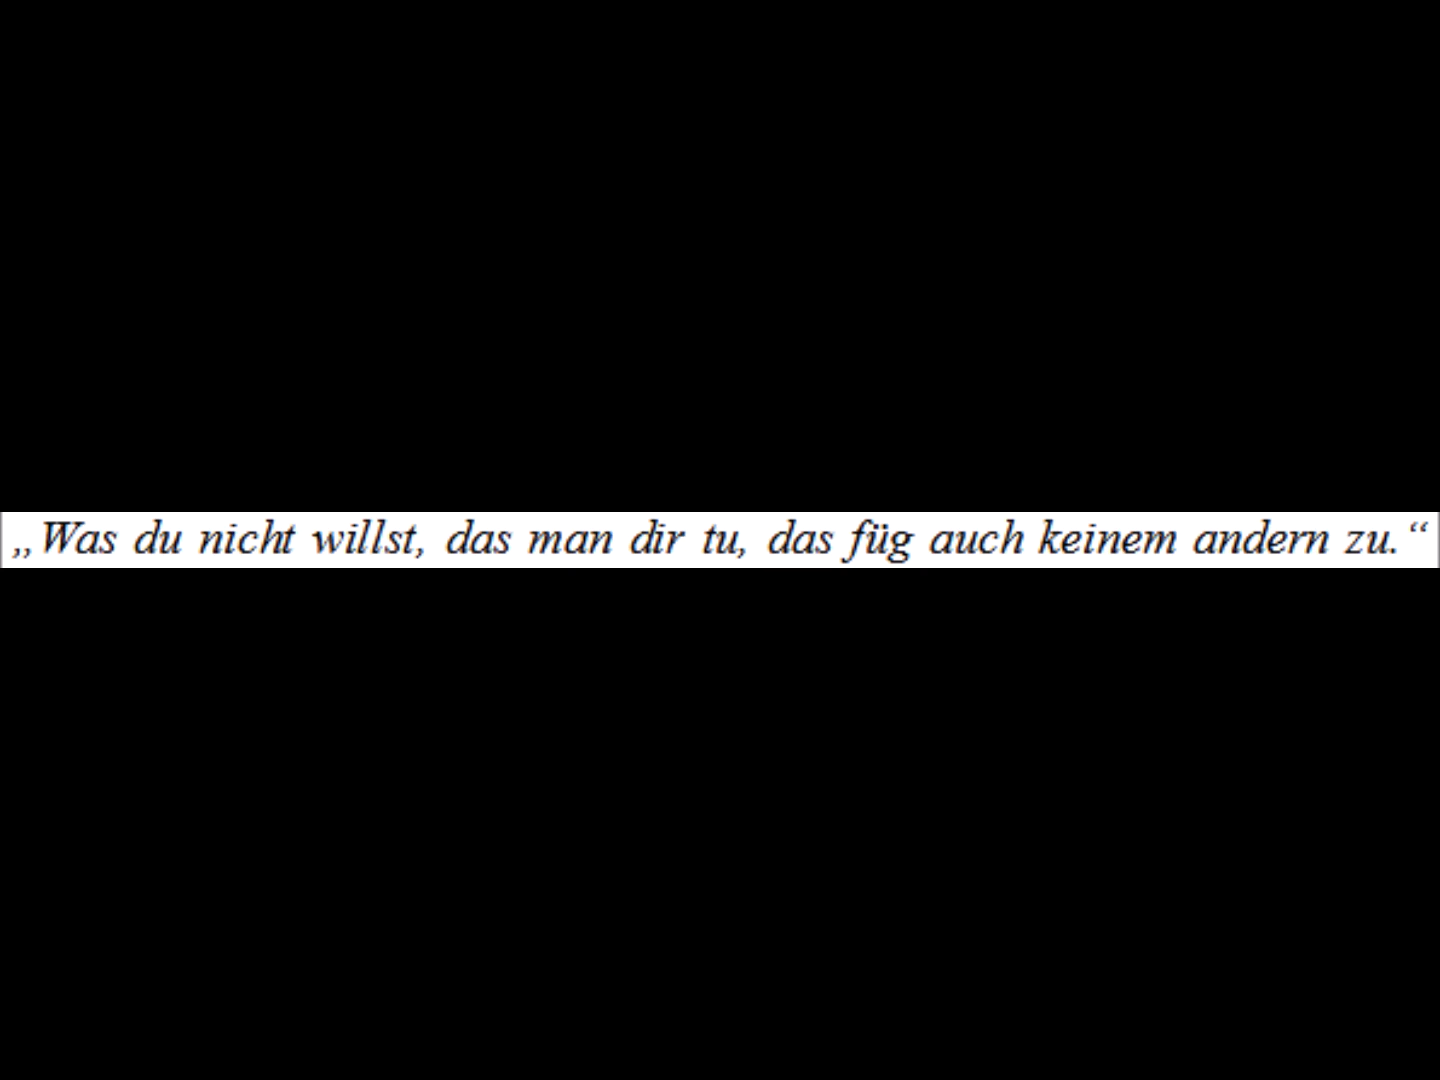 „Was du nicht willst, das man dir tu, das füg auch keinem andern zu.“